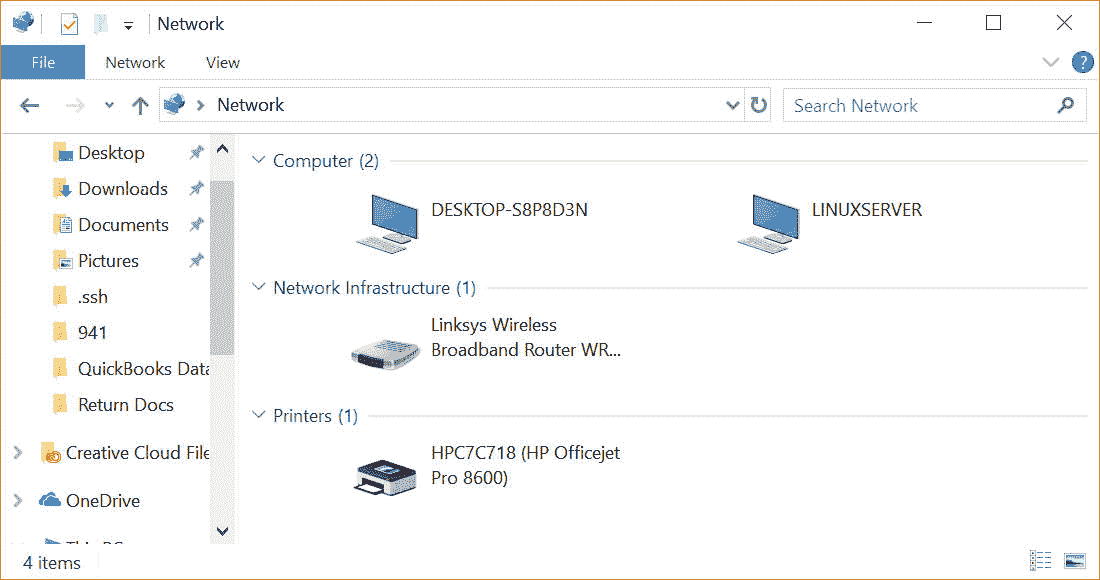 Network
File
Network
View
?
Network
Search Network
Desktop
Downloads
Documents
Pictures
.ssh
941
QuickBooks Data
Return Docs
Creative Cloud File
OneDrive
Computer (2)
DESKTOP-S8P8D3N
LINUXSERVER
Network Infrastructure (1)
Linksys Wireless
Broadband Router WR...
Printers (1)
HPC7C718 (HP Officejet
Pro 8600)
4 items